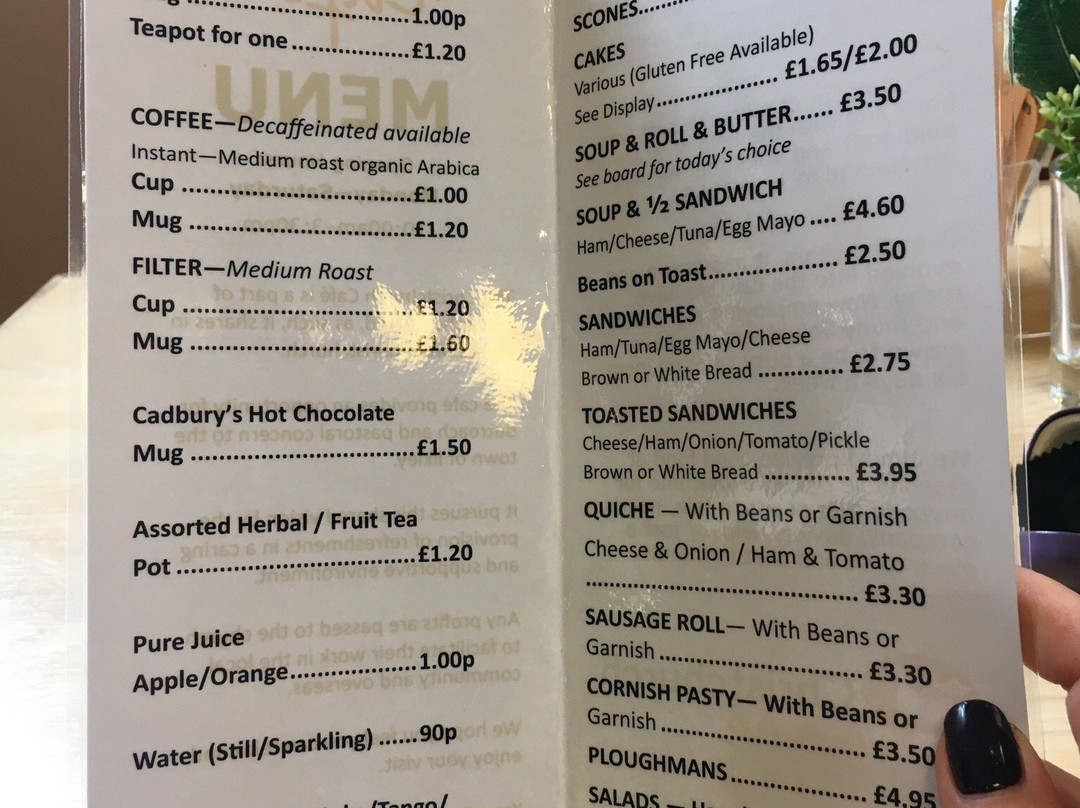 1.00p
Teapot for one....................£1.20
COFFEE—Decaffeinated available
Instant—Medium roast organic Arabica
Cup .......................................£1.00
Mug ......................................£1.20
FILTER—Medium Roast
Cup .......................................£1.20
Mug ......................................£1.60
Cadbury's Hot Chocolate
Mug ......................................£1.50
Assorted Herbal / Fruit Tea
Pot ........................................£1.20
Pure Juice
Apple/Orange......................1.00p
Water (Still/Sparkling) ......90p
SCONES
CAKES
Various (Gluten Free Available)
See Display.................... £1.65/£2.00
SOUP & ROLL & BUTTER...... £3.50
See board for today's choice
SOUP & ½ SANDWICH
Ham/Cheese/Tuna/Egg Mayo .... £4.60
Beans on Toast...................... £2.50
SANDWICHES
Ham/Tuna/Egg Mayo/Cheese
Brown or White Bread .............. £2.75
TOASTED SANDWICHES
Cheese/Ham/Onion/Tomato/Pickle
Brown or White Bread .............. £3.95
QUICHE — With Beans or Garnish
Cheese & Onion / Ham & Tomato
............................................. £3.30
SAUSAGE ROLL— With Beans or
Garnish .................................. £3.30
CORNISH PASTY— With Beans or
Garnish .................................. £3.50
PLOUGHMANS...................... £4.95
SALADS —